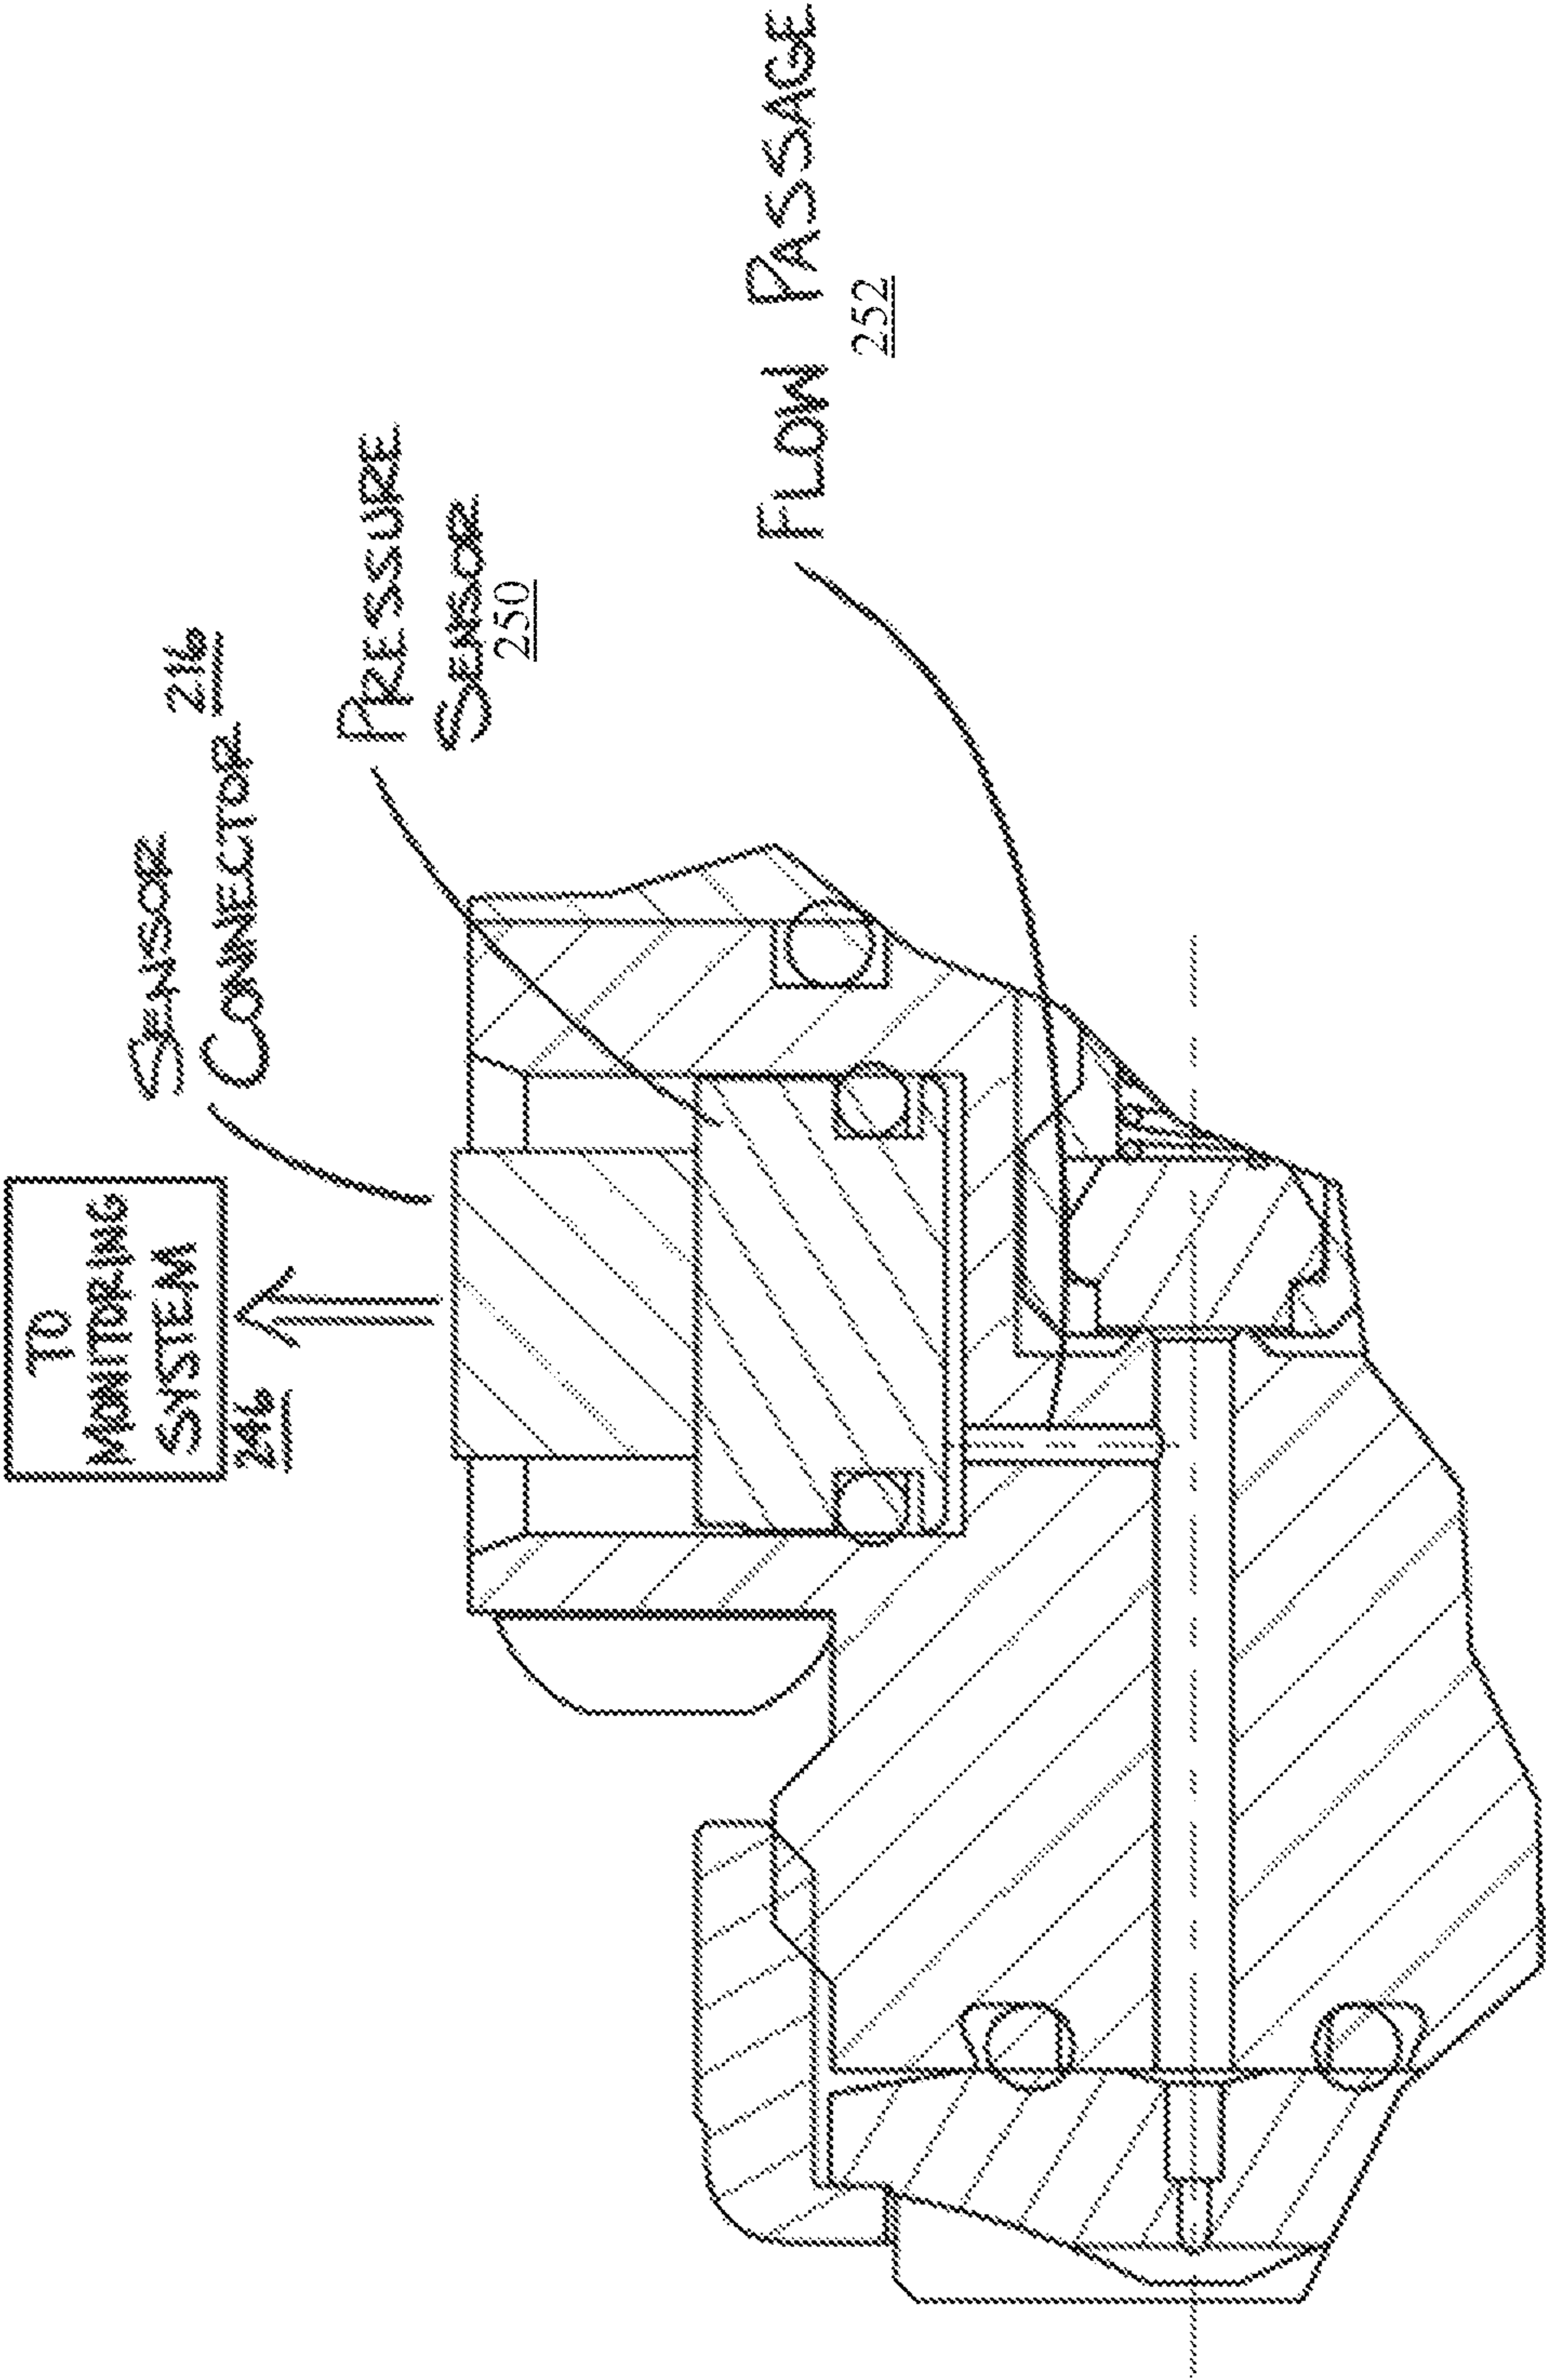 TO
MONITORING
SYSTEM
246
SENSOR
CONNECTOR 216
PRESSURE
SENSOR
250
FLOW PASSAGE
252